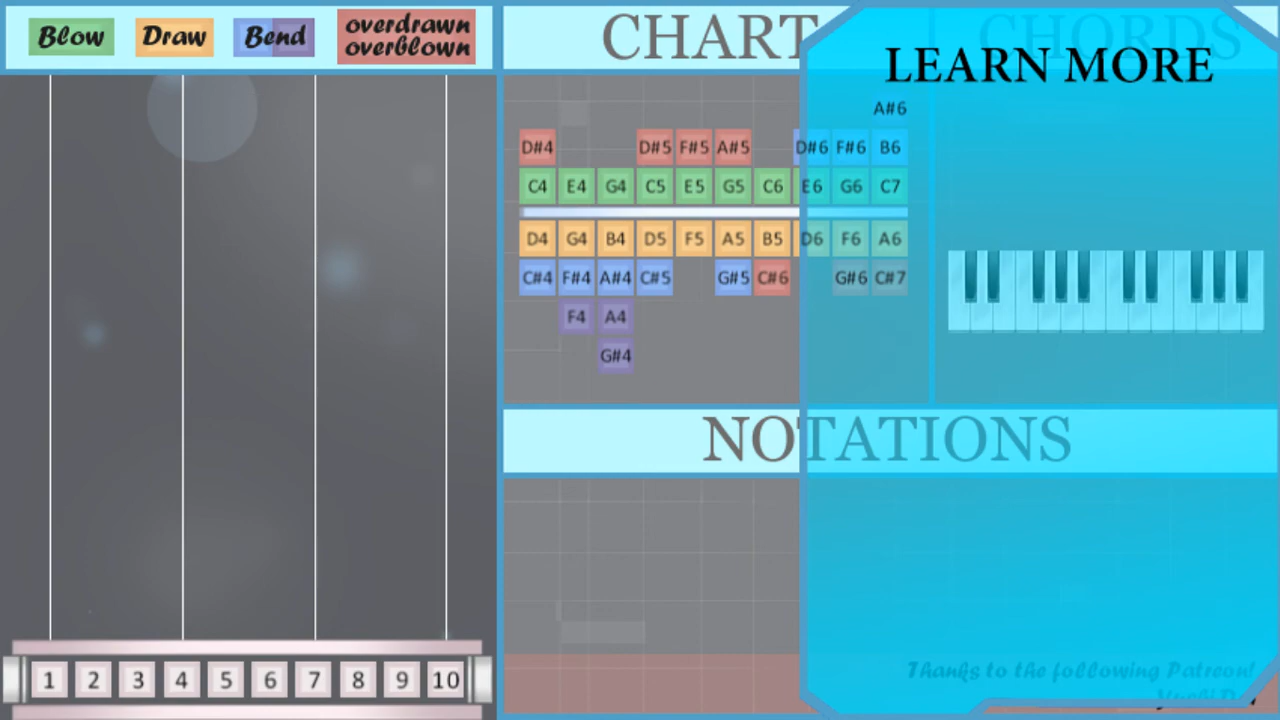 Blow Draw Bend overdrawn
overblown
CHART CHORDS
LEARN MORE
A#6
D#4 D#5 F#5 A#5 D#6 F#6 B6
C4 E4 G4 C5 E5 G5 C6 E6 G6 C7
D4 G4 B4 D5 F5 A5 B5 D6 F6 A6
C#4 F#4 A#4 C#5 G#5 C#6 G#6 C#7
F4 A4
G#4
NOTATIONS
Thanks to the following Patreon!
1 2 3 4 5 6 7 8 9 10